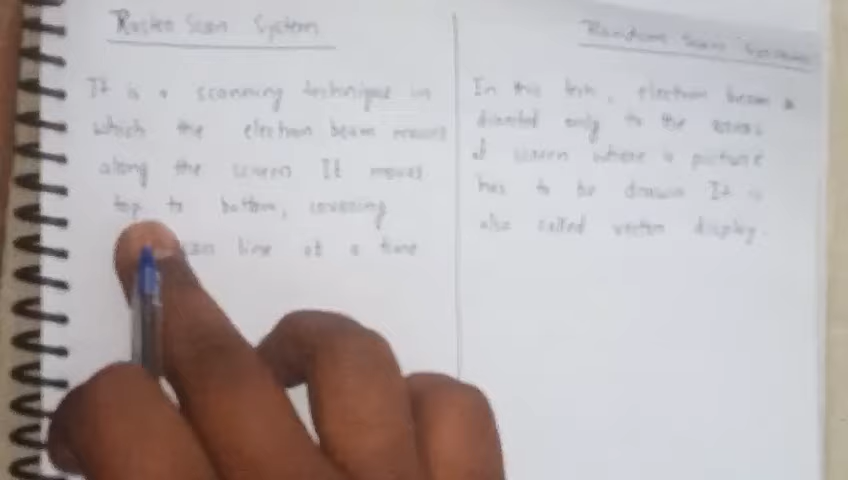 Raster Scan System
It is a scanning technique in
which the electron beam moves
along the screen It moves
top to bottom, covering
line at a time
Random Scan System
In this tech, electron beam is
directed only to the areas
of screen where a picture
has to be drawn It is
also called vector display.